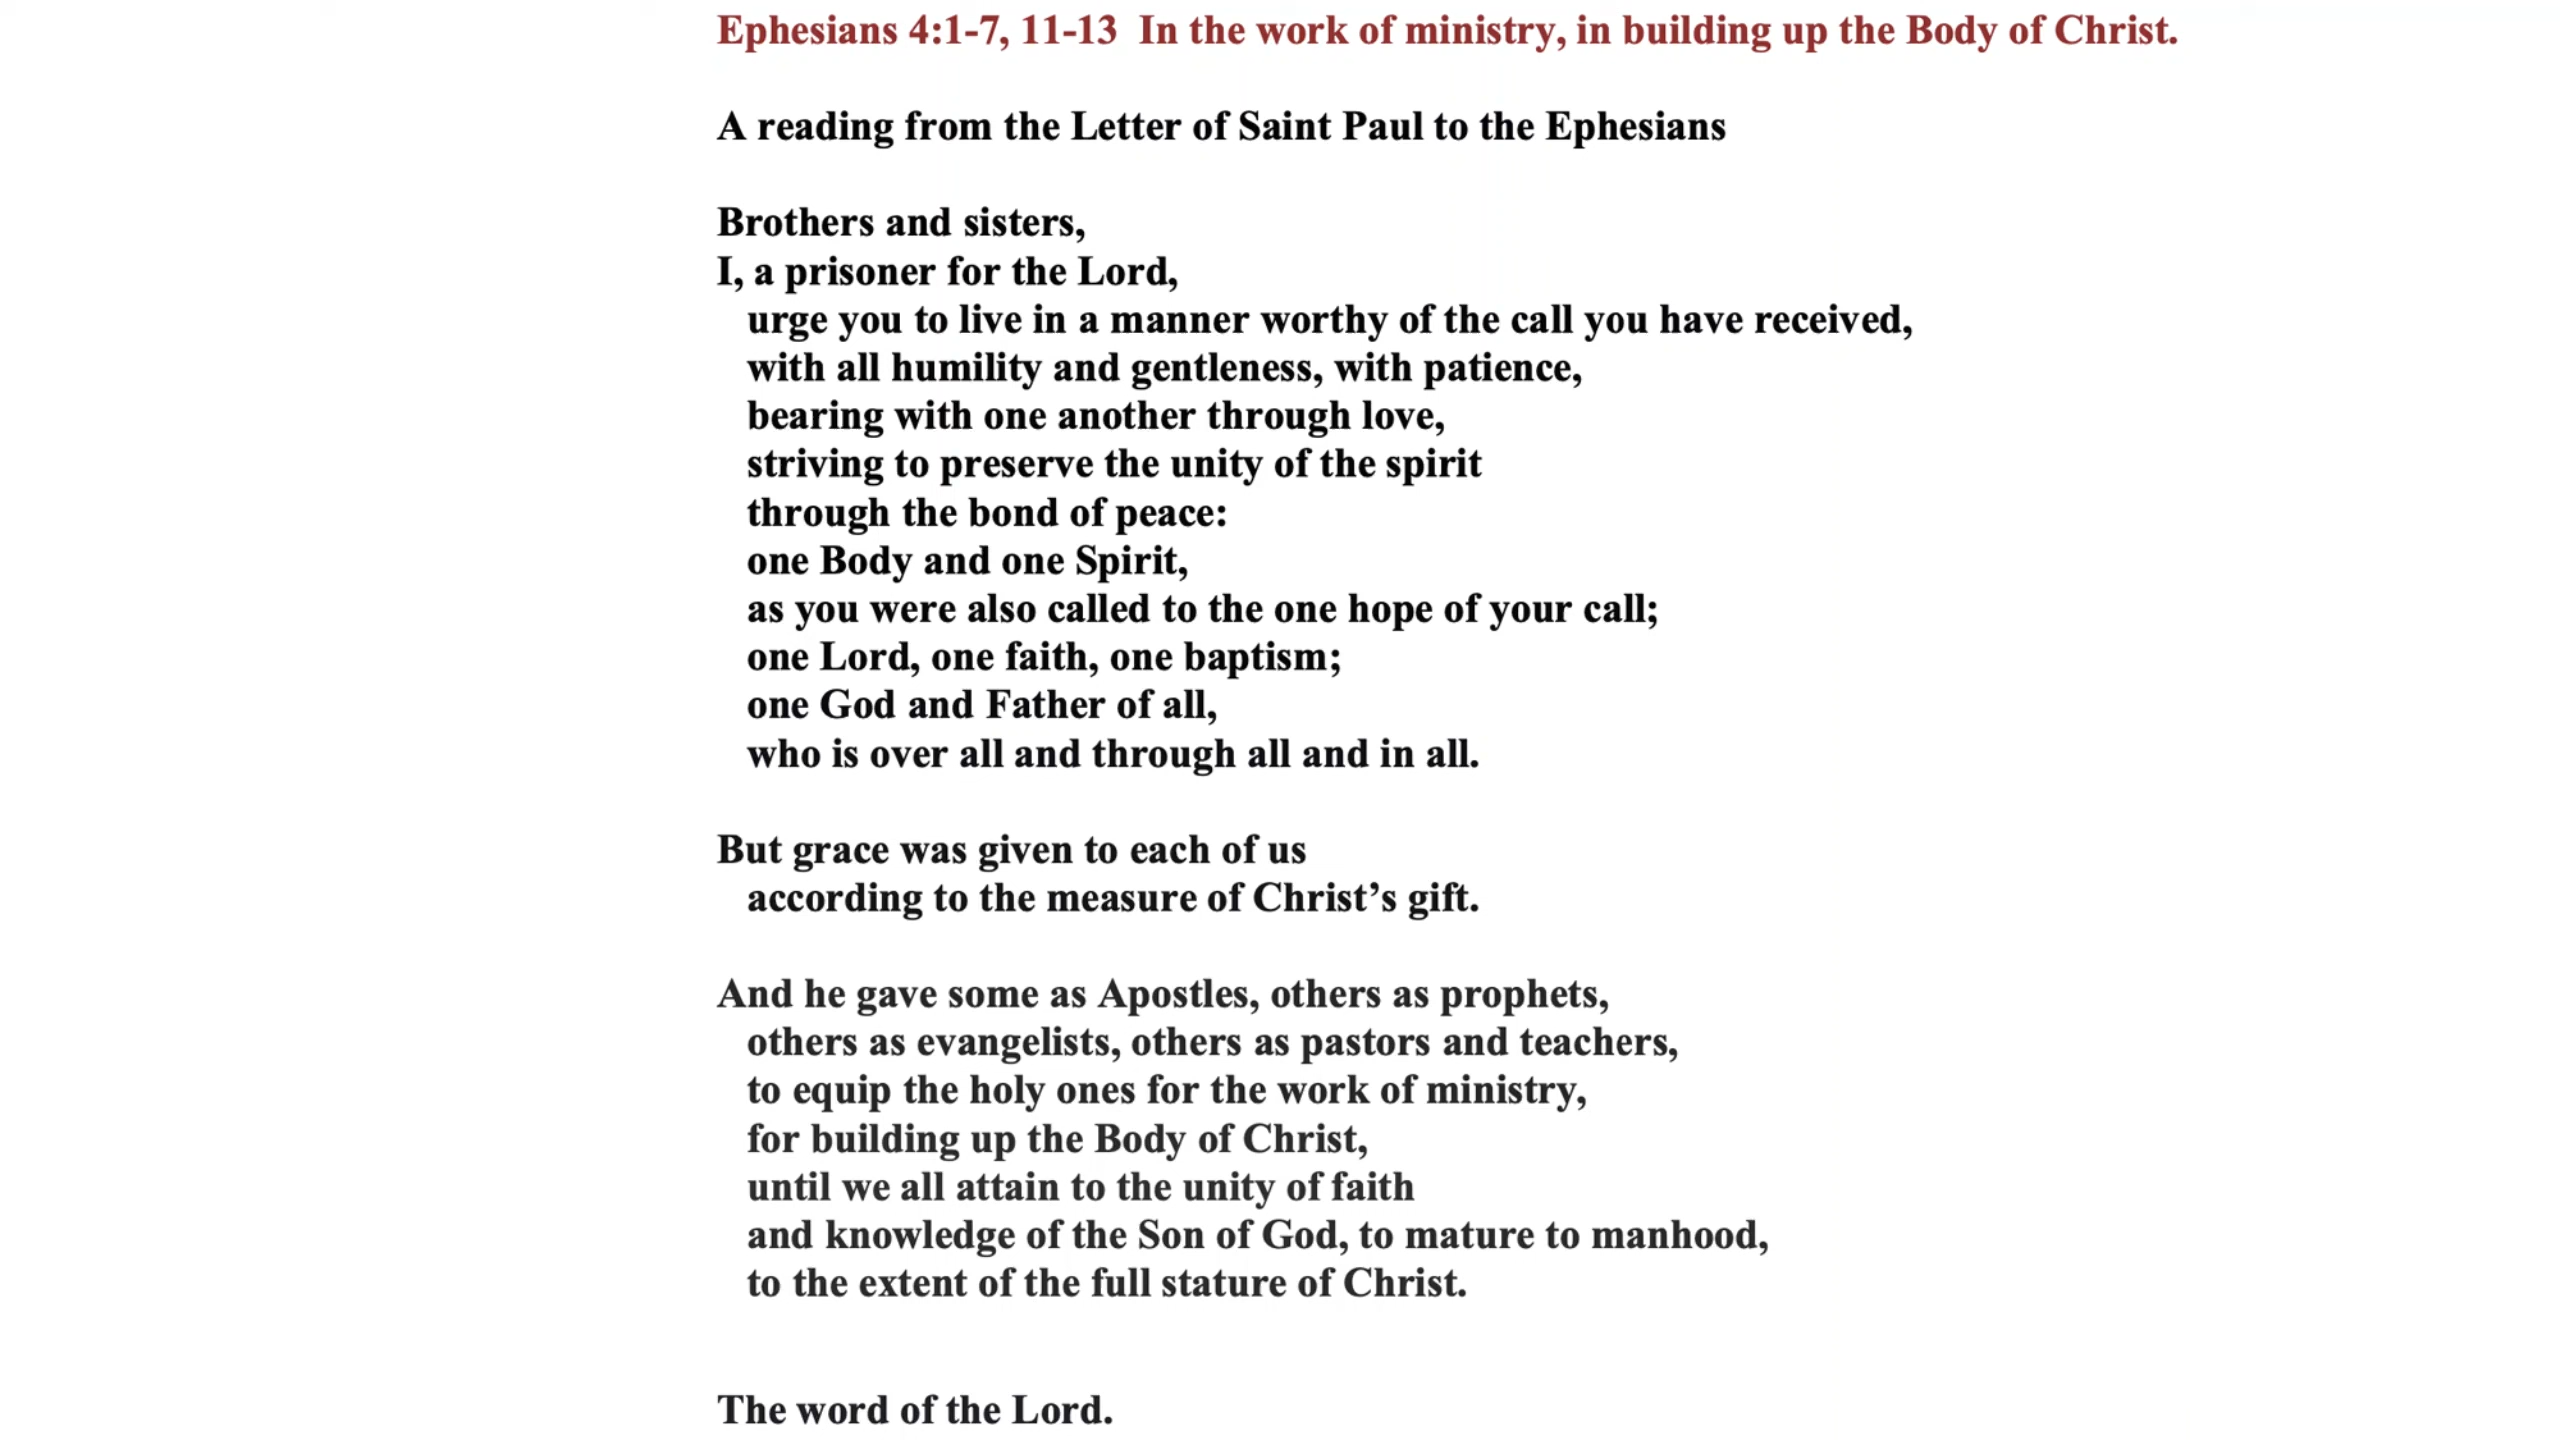 Ephesians 4:1-7, 11-13  In the work of ministry, in building up the Body of Christ.
A reading from the Letter of Saint Paul to the Ephesians
Brothers and sisters,
I, a prisoner for the Lord,
urge you to live in a manner worthy of the call you have received,
with all humility and gentleness, with patience,
bearing with one another through love,
striving to preserve the unity of the spirit
through the bond of peace:
one Body and one Spirit,
as you were also called to the one hope of your call;
one Lord, one faith, one baptism;
one God and Father of all,
who is over all and through all and in all.
But grace was given to each of us
according to the measure of Christ’s gift.
And he gave some as Apostles, others as prophets,
others as evangelists, others as pastors and teachers,
to equip the holy ones for the work of ministry,
for building up the Body of Christ,
until we all attain to the unity of faith
and knowledge of the Son of God, to mature to manhood,
to the extent of the full stature of Christ.
The word of the Lord.